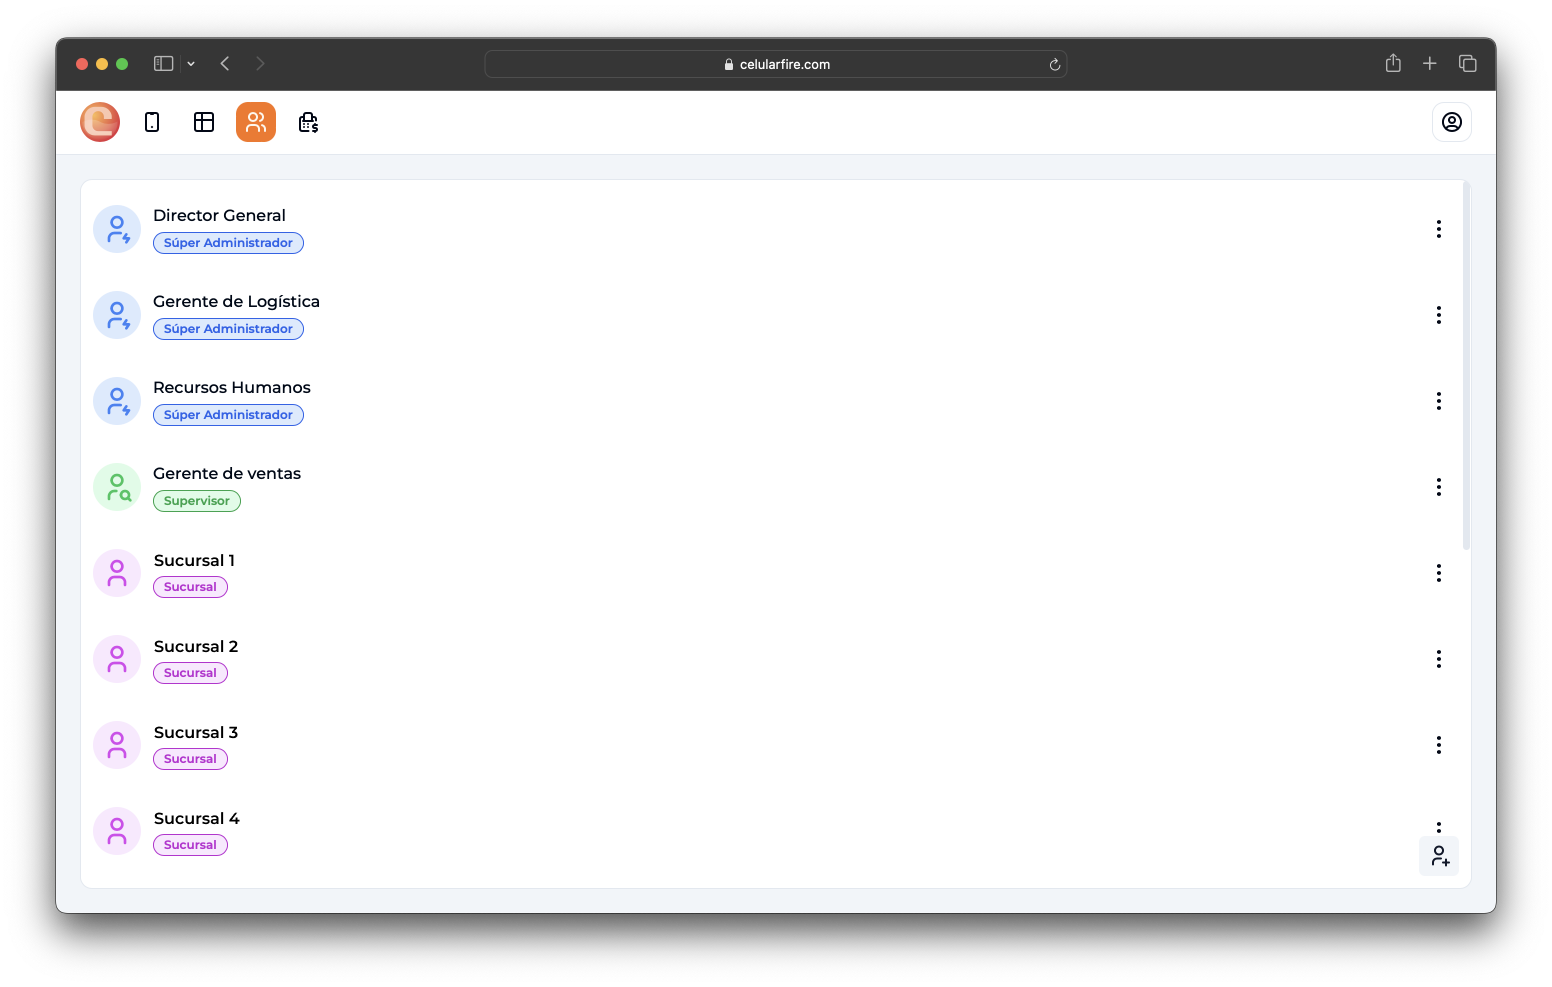 celularfire.com
Director General
Súper Administrador
Gerente de Logística
Súper Administrador
Recursos Humanos
Súper Administrador
Gerente de ventas
Supervisor
Sucursal 1
Sucursal
Sucursal 2
Sucursal
Sucursal 3
Sucursal
Sucursal 4
Sucursal